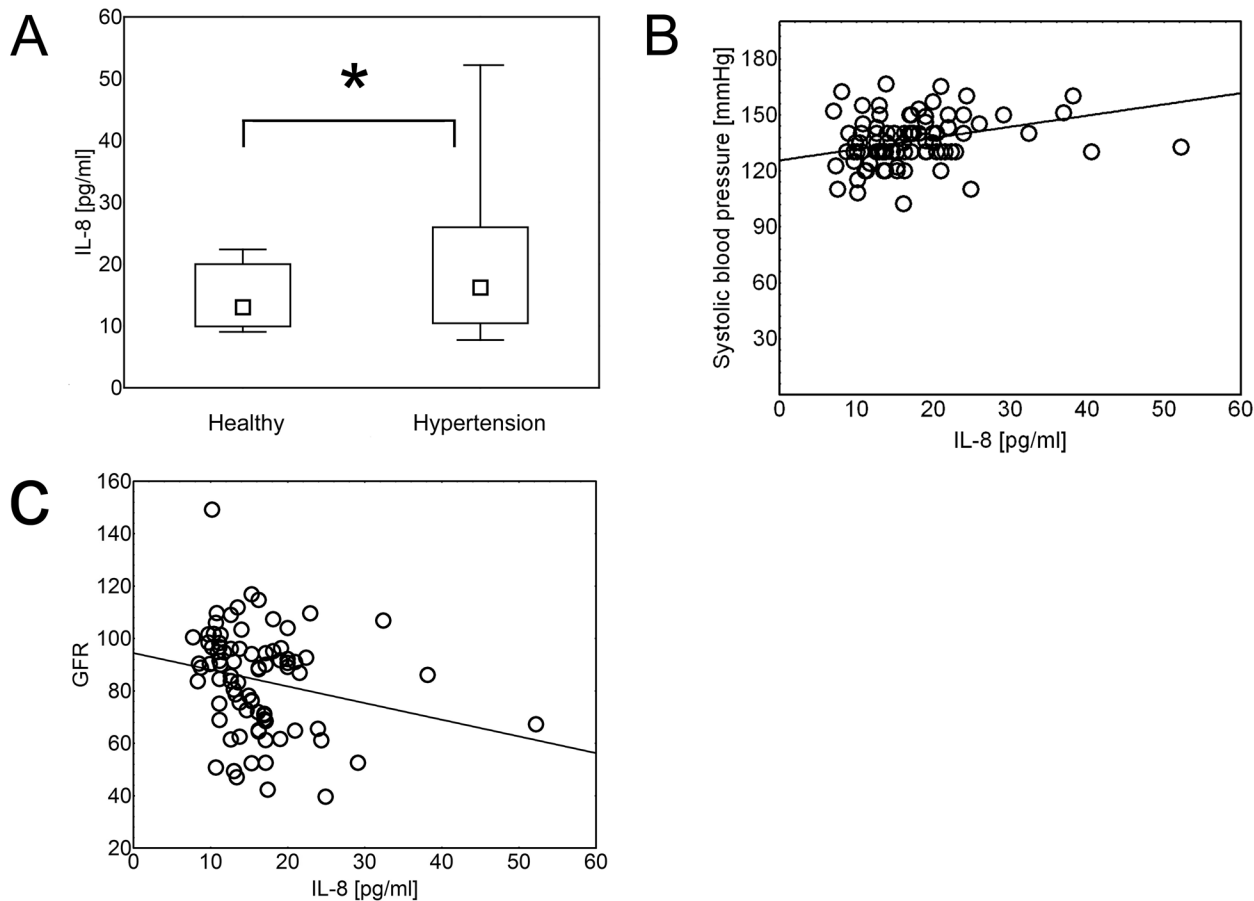 A
60
50
40
30
20
10
0
IL-8 [pg/ml]
*
Healthy Hypertension
B
180
150
120
90
60
30
Systolic blood pressure [mmHg]
0 10 20 30 40 50 60
IL-8 [pg/ml]
C
160
140
120
100
80
60
40
20
GFR
0 10 20 30 40 50 60
IL-8 [pg/ml]